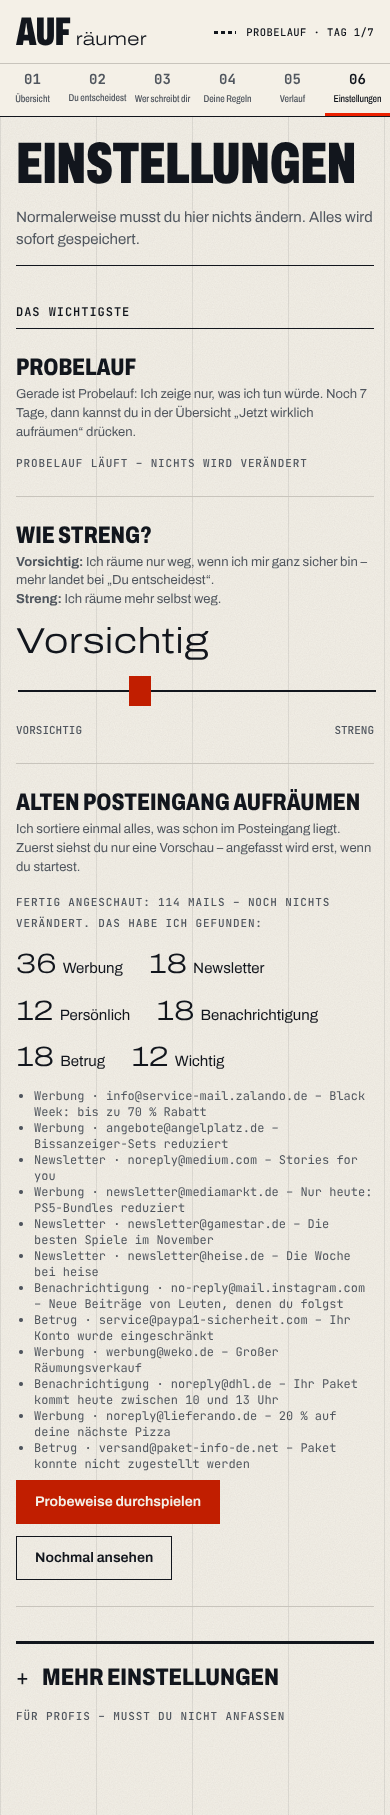 AUF räumer
PROBELAUF · TAG 1/7
01 02 03 04 05 06
Übersicht Du entscheidest Wer schreibt dir Deine Regeln Verlauf Einstellungen
EINSTELLUNGEN
Normalerweise musst du hier nichts ändern. Alles wird
sofort gespeichert.
DAS WICHTIGSTE
PROBELAUF
Gerade ist Probelauf: Ich zeige nur, was ich tun würde. Noch 7
Tage, dann kannst du in der Übersicht „Jetzt wirklich
aufräumen“ drücken.
PROBELAUF LÄUFT – NICHTS WIRD VERÄNDERT
WIE STRENG?
Vorsichtig: Ich räume nur weg, wenn ich mir ganz sicher bin –
mehr landet bei „Du entscheidest“.
Streng: Ich räume mehr selbst weg.
Vorsichtig
VORSICHTIG STRENG
ALTEN POSTEINGANG AUFRÄUMEN
Ich sortiere einmal alles, was schon im Posteingang liegt.
Zuerst siehst du nur eine Vorschau – angefasst wird erst, wenn
du startest.
FERTIG ANGESCHAUT: 114 MAILS – NOCH NICHTS
VERÄNDERT. DAS HABE ICH GEFUNDEN:
36 Werbung 18 Newsletter
12 Persönlich 18 Benachrichtigung
18 Betrug 12 Wichtig
• Werbung · info@service-mail.zalando.de – Black
Week: bis zu 70 % Rabatt
• Werbung · angebote@angelplatz.de –
Bissanzeiger-Sets reduziert
• Newsletter · noreply@medium.com – Stories for
you
• Werbung · newsletter@mediamarkt.de – Nur heute:
PS5-Bundles reduziert
• Newsletter · newsletter@gamestar.de – Die
besten Spiele im November
• Newsletter · newsletter@heise.de – Die Woche
bei heise
• Benachrichtigung · no-reply@mail.instagram.com
– Neue Beiträge von Leuten, denen du folgst
• Betrug · service@paypa1-sicherheit.com – Ihr
Konto wurde eingeschränkt
• Werbung · werbung@weko.de – Großer
Räumungsverkauf
• Benachrichtigung · noreply@dhl.de – Ihr Paket
kommt heute zwischen 10 und 13 Uhr
• Werbung · noreply@lieferando.de – 20 % auf
deine nächste Pizza
• Betrug · versand@paket-info-de.net – Paket
konnte nicht zugestellt werden
Probeweise durchspielen
Nochmal ansehen
+ MEHR EINSTELLUNGEN
FÜR PROFIS – MUSST DU NICHT ANFASSEN